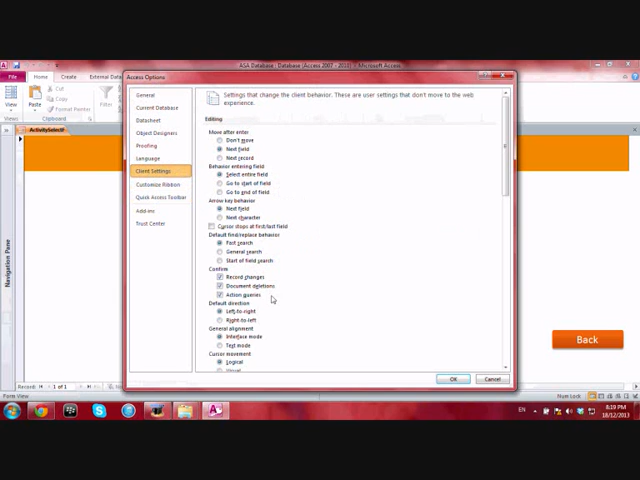 ASA Database : Database (Access 2007 - 2010) - Microsoft Access
File
Home
Create
External Data
View
Paste
Cut
Copy
Format Painter
Filter
Views
Clipboard
Access Options
General
Current Database
Datasheet
Object Designers
Proofing
Language
Client Settings
Customize Ribbon
Quick Access Toolbar
Add-ins
Trust Center
Settings that change the client behavior. These are user settings that don't move to the web
experience.
Editing
Move after enter
Don't move
Next field
Next record
Behavior entering field
Select entire field
Go to start of field
Go to end of field
Arrow key behavior
Next field
Next character
Cursor stops at first/last field
Default find/replace behavior
Fast search
General search
Start of field search
Confirm
Record changes
Document deletions
Action queries
Default direction
Left-to-right
Right-to-left
General alignment
Interface mode
Text mode
Cursor movement
Logical
Visual
OK
Cancel
Navigation Pane
Back
Record:
1 of 1
Form View
Num Lock
EN
8:19 PM
18/12/2013